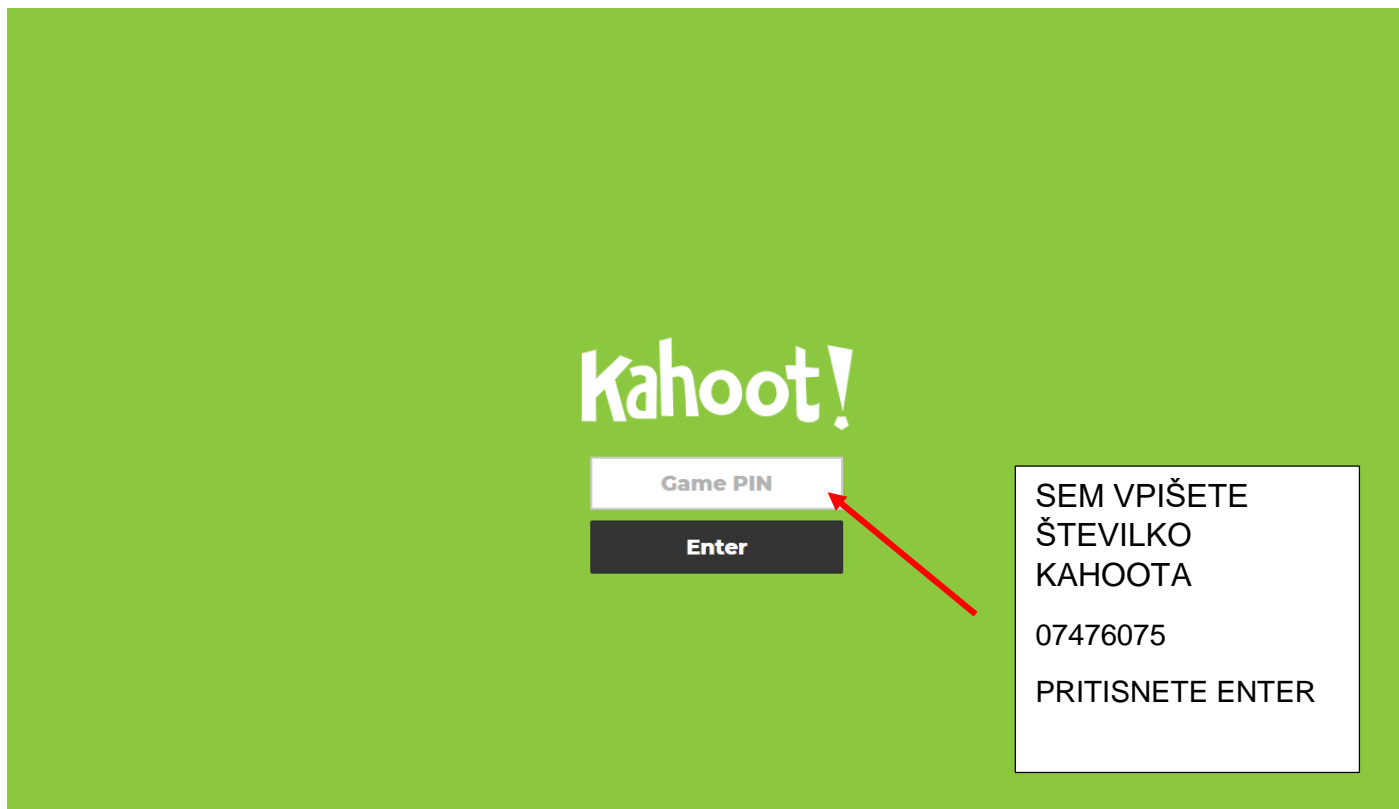 Kahoot!
Game PIN
Enter
SEM VPIŠETE
ŠTEVILKO
KAHOOTA
07476075
PRITISNETE ENTER